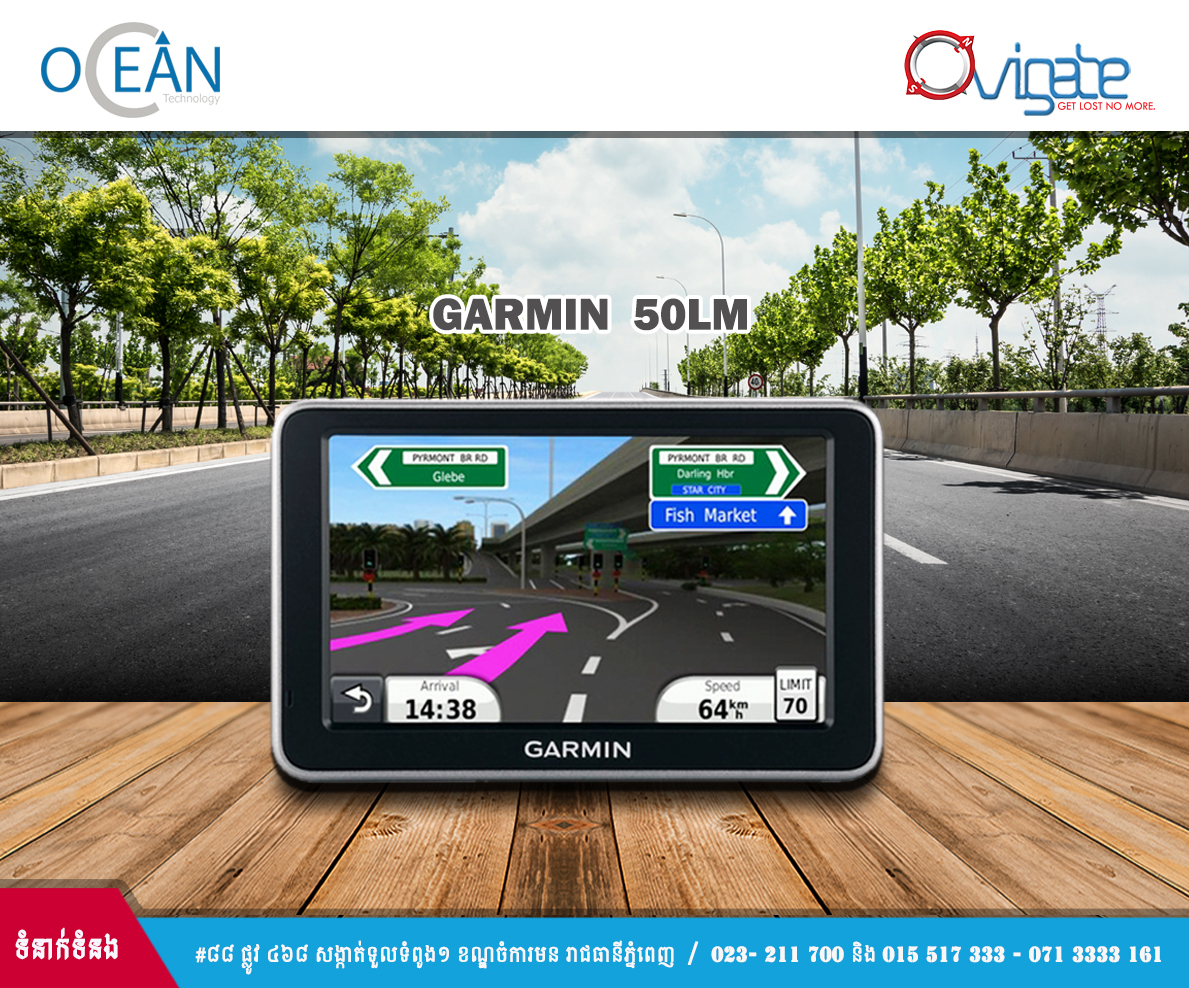 OCEAN
Technology
Ovigate
GET LOST NO MORE.
GARMIN 50LM
PYRMONT BR RD
Glebe
PYRMONT BR RD
Darling Hbr
STAR CITY
Fish Market
Arrival
14:38
Speed
64 km/h
LIMIT
70
GARMIN
ទំនាក់ទំនង
#៨៨ ផ្លូវ ៤៦៨ សង្កាត់ទួលទំពូង១ ខណ្ឌចំការមន រាជធានីភ្នំពេញ / 023- 211 700 និង 015 517 333 - 071 3333 161